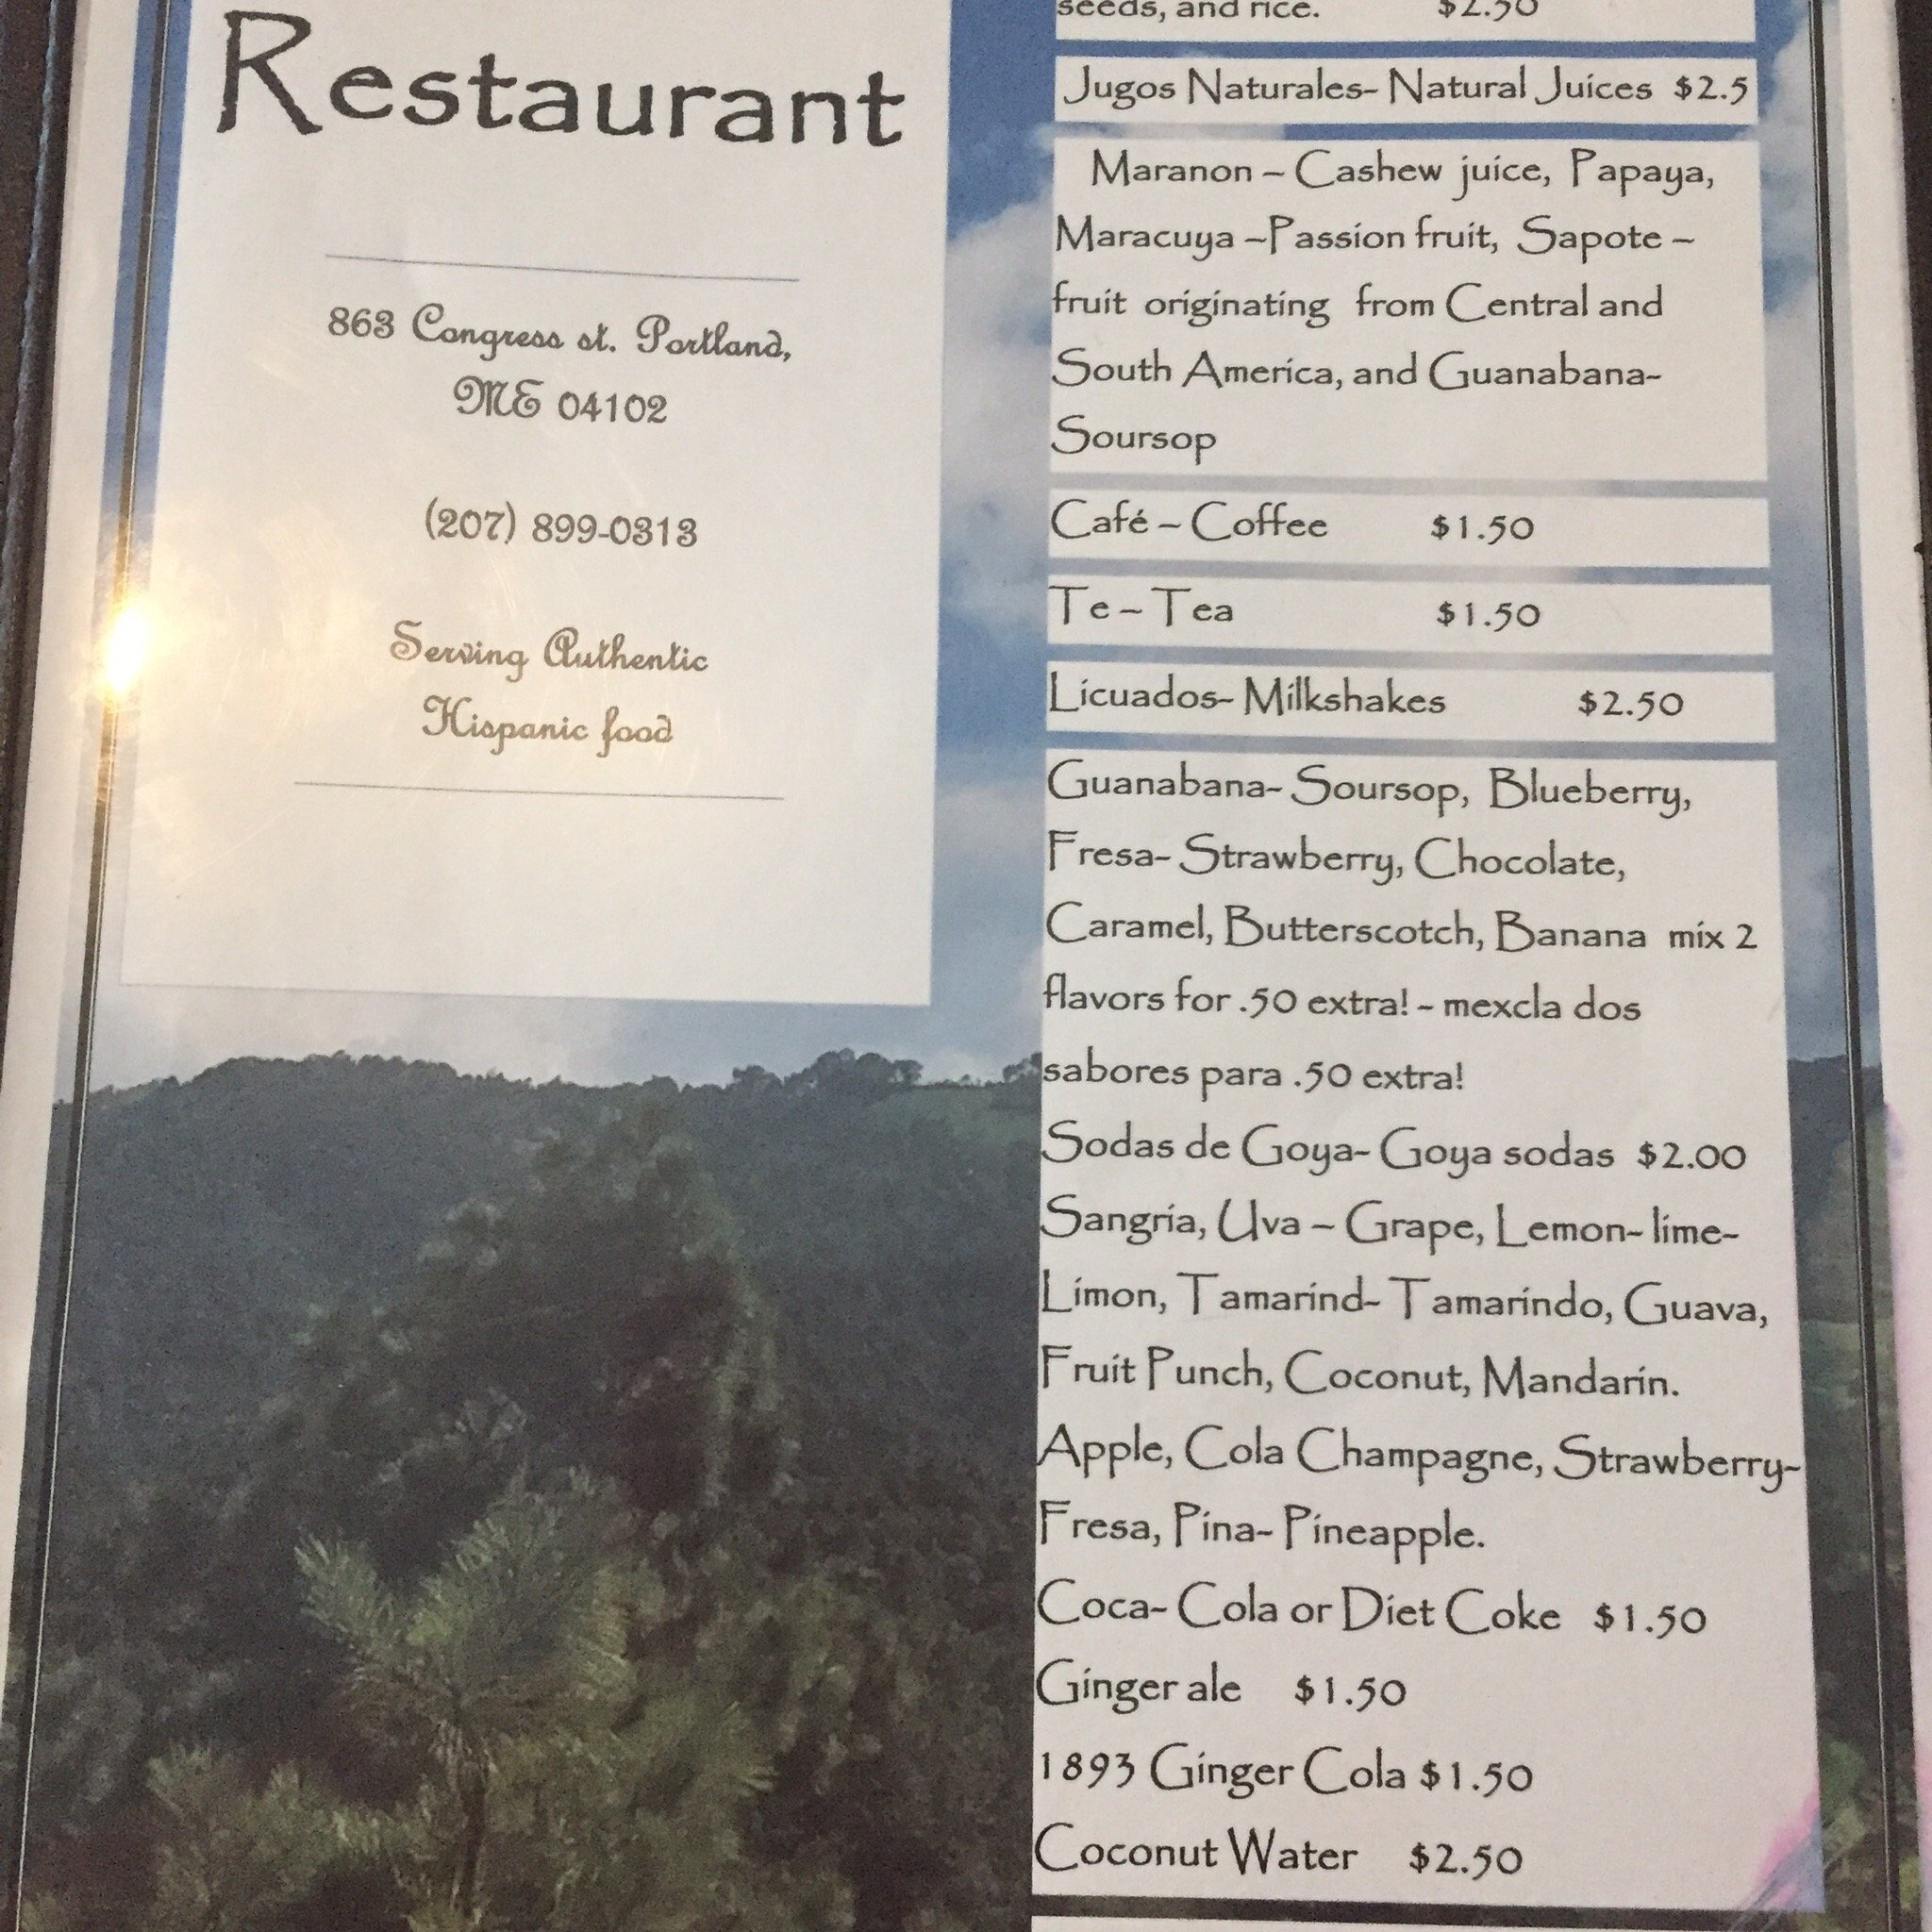 Restaurant
863 Congress st. Portland,
ME 04102
(207) 899-0313
Serving Authentic
Hispanic food
seeds, and rice. $2.50
Jugos Naturales- Natural Juices $2.5
Maranon – Cashew juice, Papaya,
Maracuya –Passion fruit, Sapote –
fruit originating from Central and
South America, and Guanabana-
Soursop
Café – Coffee $1.50
Te – Tea $1.50
Licuados- Milkshakes $2.50
Guanabana- Soursop, Blueberry,
Fresa- Strawberry, Chocolate,
Caramel, Butterscotch, Banana mix 2
flavors for .50 extra! - mexcla dos
sabores para .50 extra!
Sodas de Goya- Goya sodas $2.00
Sangria, Uva – Grape, Lemon- lime-
Limon, Tamarind- Tamarindo, Guava,
Fruit Punch, Coconut, Mandarin.
Apple, Cola Champagne, Strawberry-
Fresa, Pina- Pineapple.
Coca- Cola or Diet Coke $1.50
Ginger ale $1.50
1893 Ginger Cola $1.50
Coconut Water $2.50